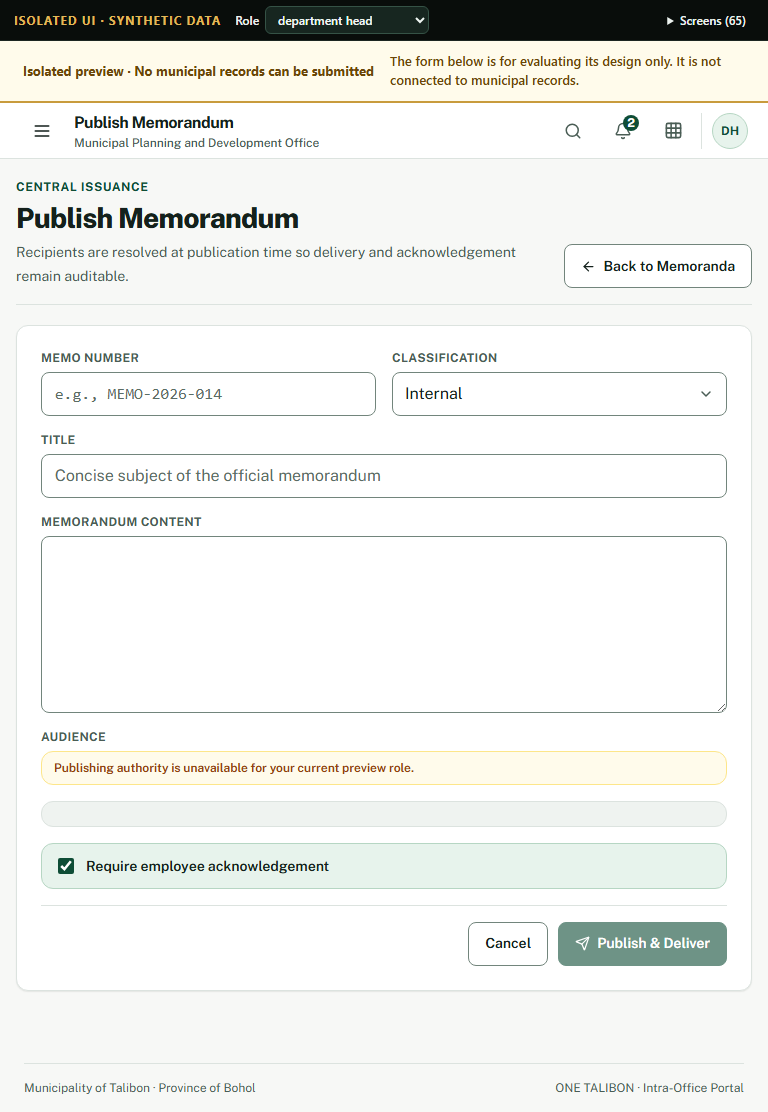 ISOLATED UI · SYNTHETIC DATA
Role
department head
Screens (65)
Isolated preview · No municipal records can be submitted
The form below is for evaluating its design only. It is not
connected to municipal records.
Publish Memorandum
Municipal Planning and Development Office
2
DH
CENTRAL ISSUANCE
Publish Memorandum
Recipients are resolved at publication time so delivery and acknowledgement
remain auditable.
Back to Memoranda
MEMO NUMBER
CLASSIFICATION
e.g., MEMO-2026-014
Internal
TITLE
Concise subject of the official memorandum
MEMORANDUM CONTENT
AUDIENCE
Publishing authority is unavailable for your current preview role.
Require employee acknowledgement
Cancel
Publish & Deliver
Municipality of Talibon · Province of Bohol
ONE TALIBON · Intra-Office Portal